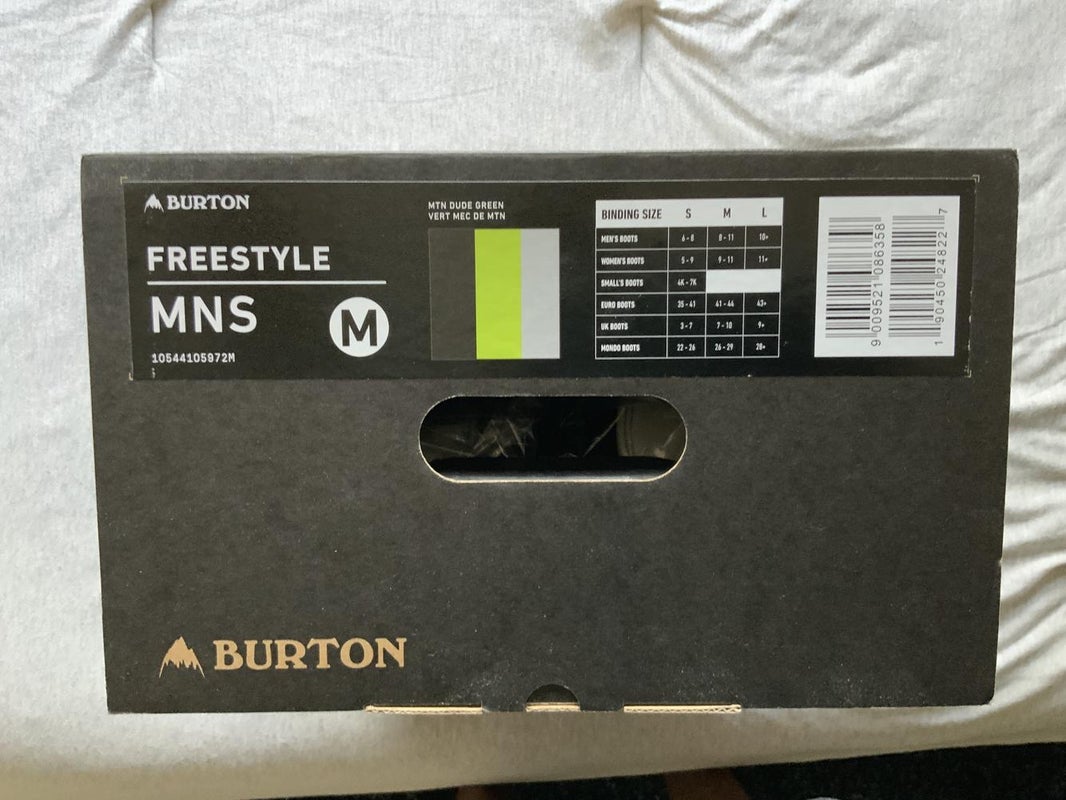 BURTON
FREESTYLE
MNS
M
10544105972M
MTN DUDE GREEN
VERT MEC DE MTN
BINDING SIZE S M L
MEN'S BOOTS 6 - 8 8 - 11 10+
WOMEN'S BOOTS 5 - 9 9 - 11 11+
SMALL'S BOOTS 4K - 7K
EURO BOOTS 35 - 41 41 - 44 43+
UK BOOTS 3 - 7 7 - 10 9+
MONDO BOOTS 22 - 26 26 - 29 28+
9 009521 086358
1 90450 24822 7
BURTON